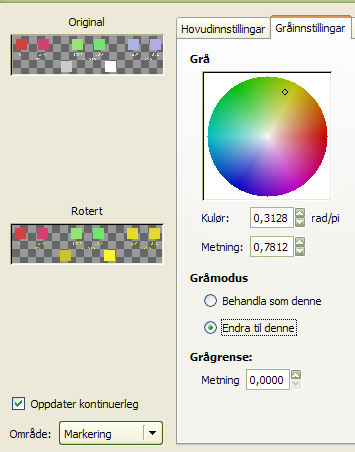 Original
Rotert
Oppdater kontinuerleg
Område: Markering
Hovudinnstillingar
Gråinnstillingar
Grå
Kulør: 0,3128 rad/pi
Metning: 0,7812
Gråmodus
Behandla som denne
Endra til denne
Grågrense:
Metning 0,0000